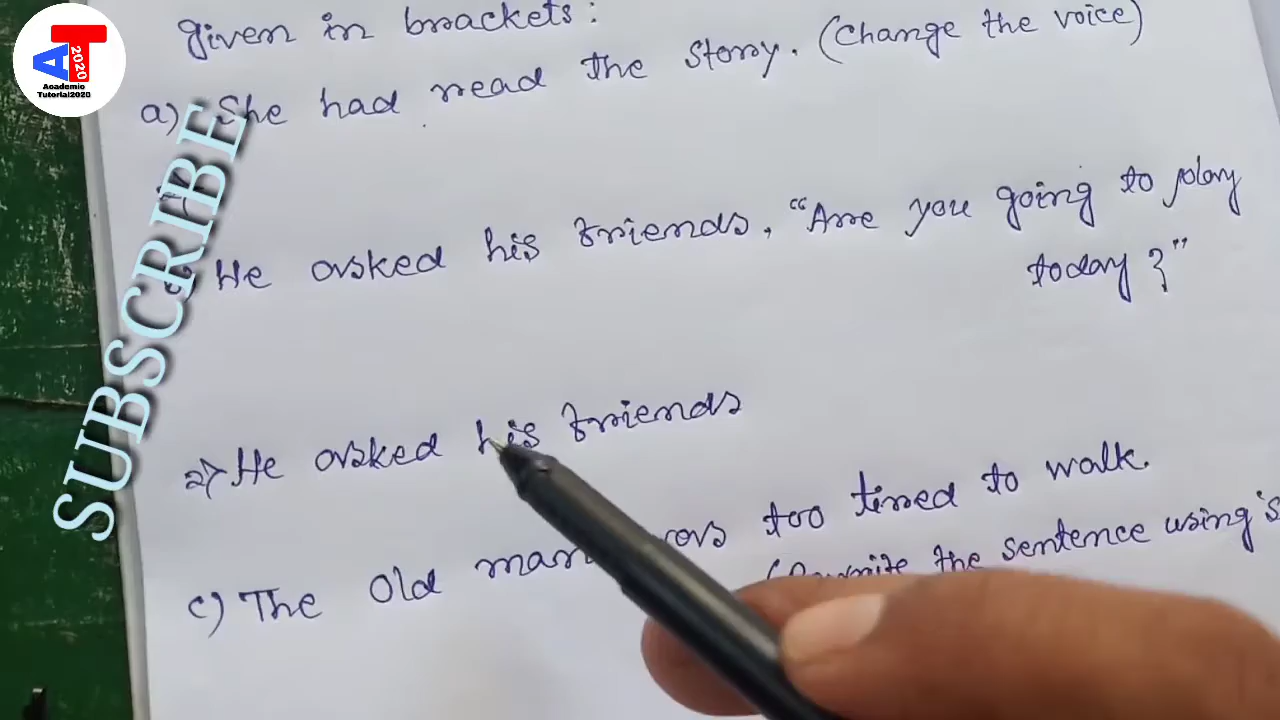 given in brackets:
a) She had read the story. (Change the voice)
He asked his friends, "Are you going to play
today?"
a) He asked his friends
c) The old man was too tired to walk.
the sentence using 's
AT
2020
Academic
Tutorial2020
SUBSCRIBE